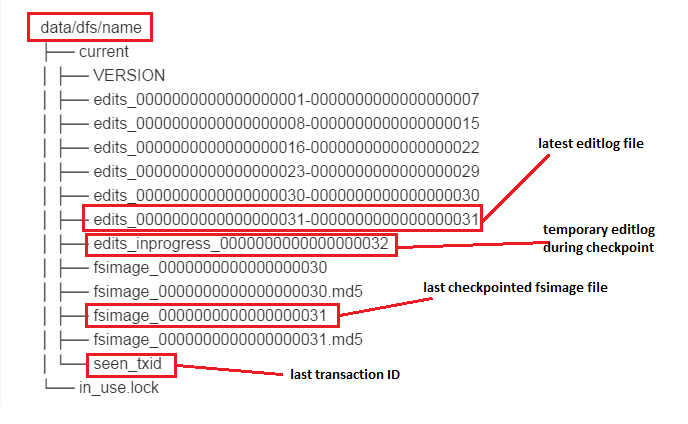 data/dfs/name
current
VERSION
edits_0000000000000000001-0000000000000000007
edits_0000000000000000008-0000000000000000015
edits_0000000000000000016-0000000000000000022
edits_0000000000000000023-0000000000000000029
edits_0000000000000000030-0000000000000000030
edits_0000000000000000031-0000000000000000031
edits_inprogress_0000000000000000032
fsimage_0000000000000000030
fsimage_0000000000000000030.md5
fsimage_0000000000000000031
fsimage_0000000000000000031.md5
seen_txid
in_use.lock
latest editlog file
temporary editlog
during checkpoint
last checkpointed fsimage file
last transaction ID